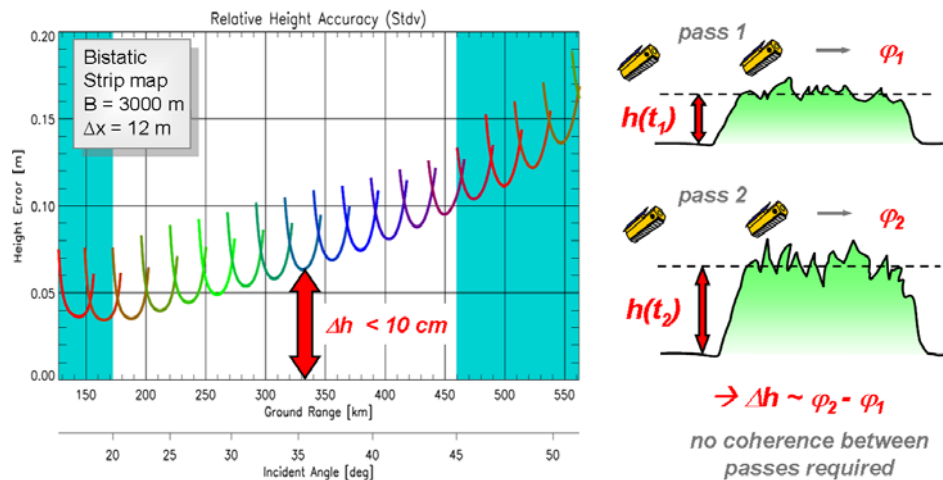 Relative Height Accuracy (Stdv)
Height Error [m]
0.20
0.15
0.10
0.05
0.00
Bistatic
Strip map
B = 3000 m
Δx = 12 m
Δh < 10 cm
150 200 250 300 350 400 450 500 550
Ground Range [km]
20 25 30 35 40 45 50
Incident Angle [deg]
pass 1
φ1
h(t1)
pass 2
φ2
h(t2)
→ Δh ~ φ2 - φ1
no coherence between
passes required